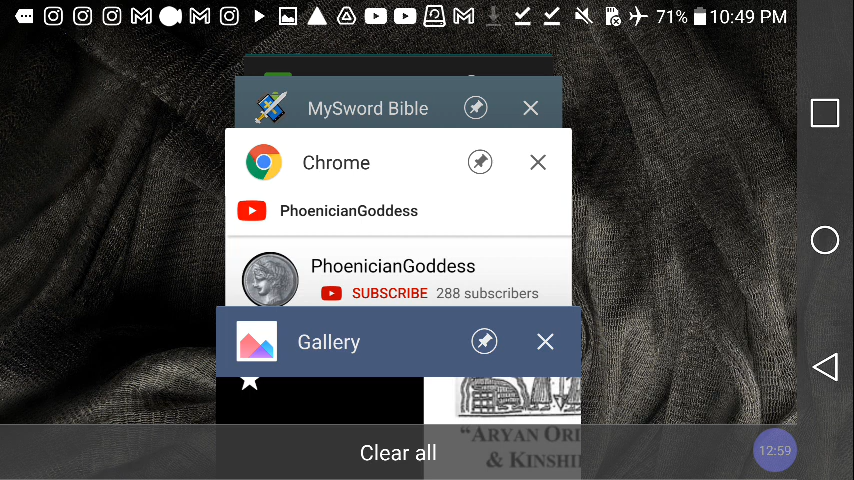 71% 10:49 PM
MySword Bible
Chrome
PhoenicianGoddess
PhoenicianGoddess
SUBSCRIBE 288 subscribers
Gallery
"ARYAN ORI
& KINSHI
Clear all
12:59